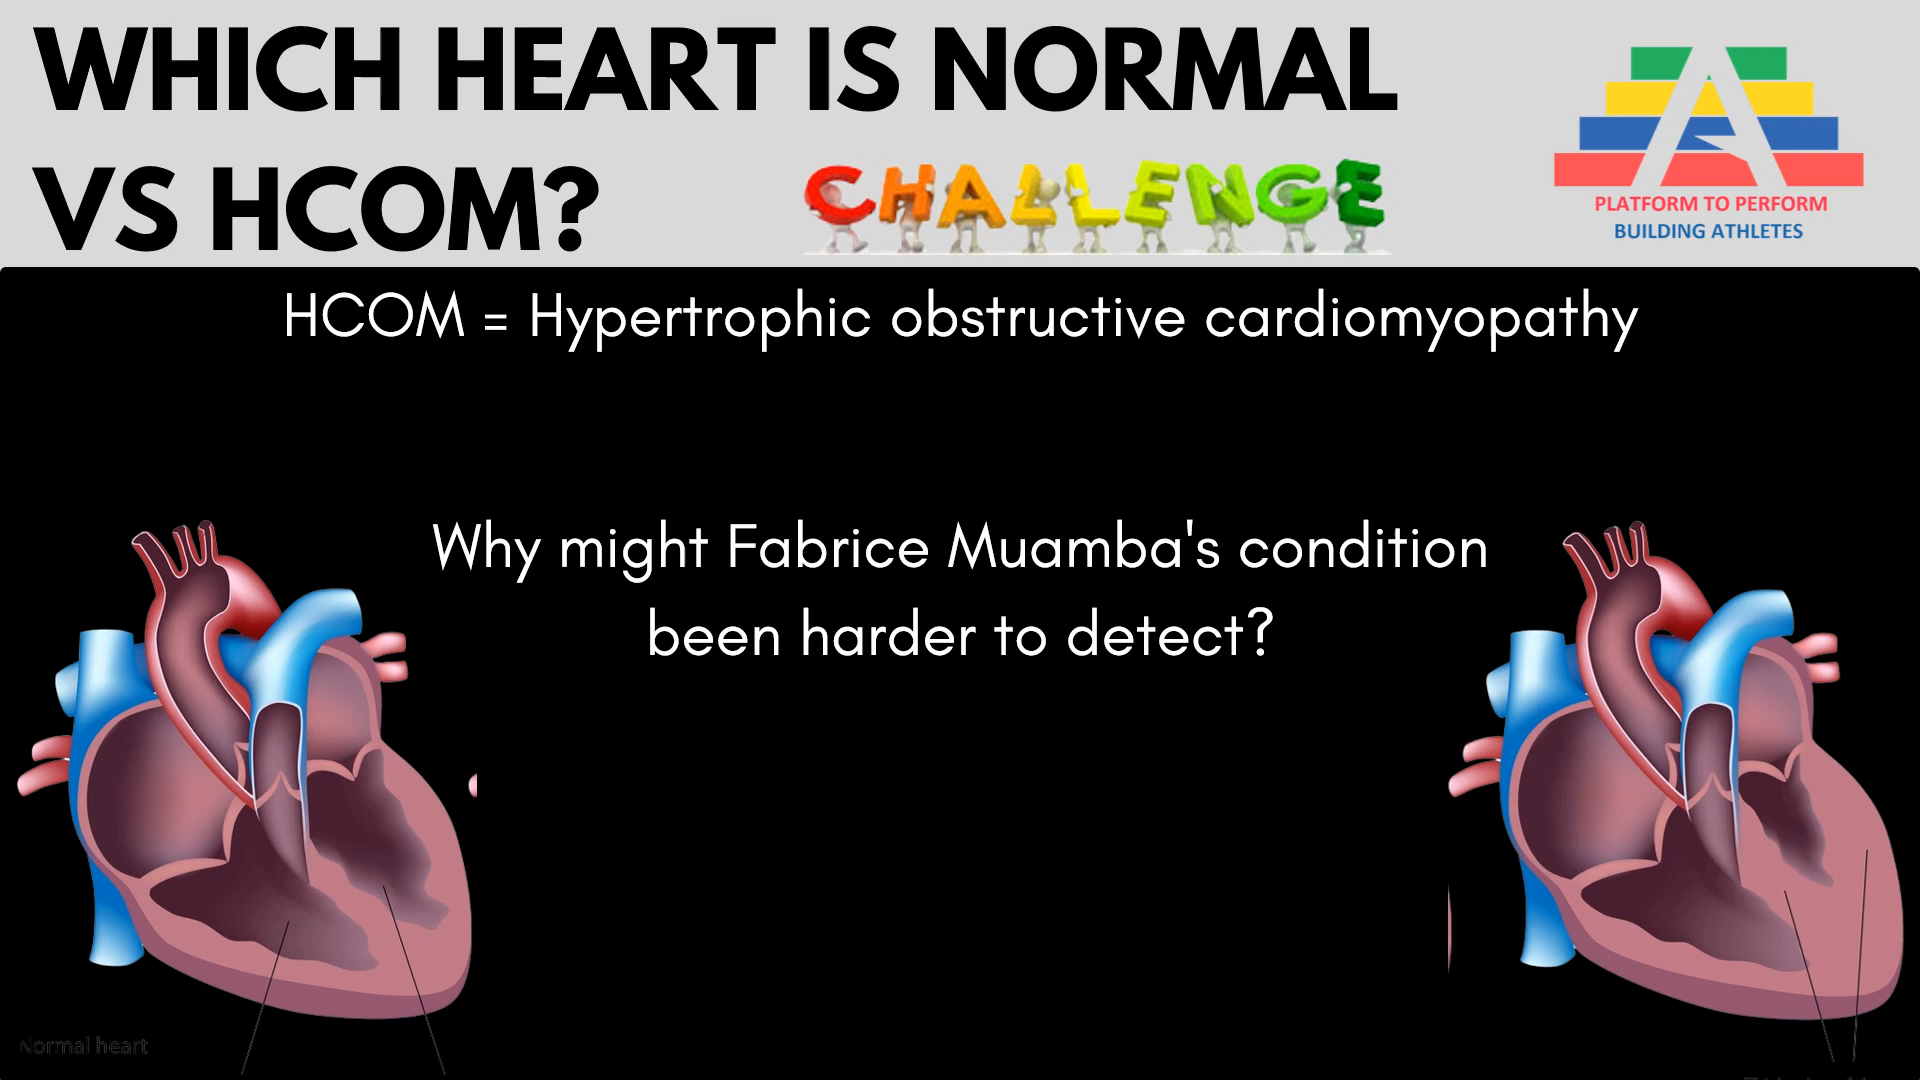 WHICH HEART IS NORMAL
VS HCOM?
CHALLENGE
PLATFORM TO PERFORM
BUILDING ATHLETES
HCOM = Hypertrophic obstructive cardiomyopathy
Why might Fabrice Muamba's condition
been harder to detect?
Normal heart